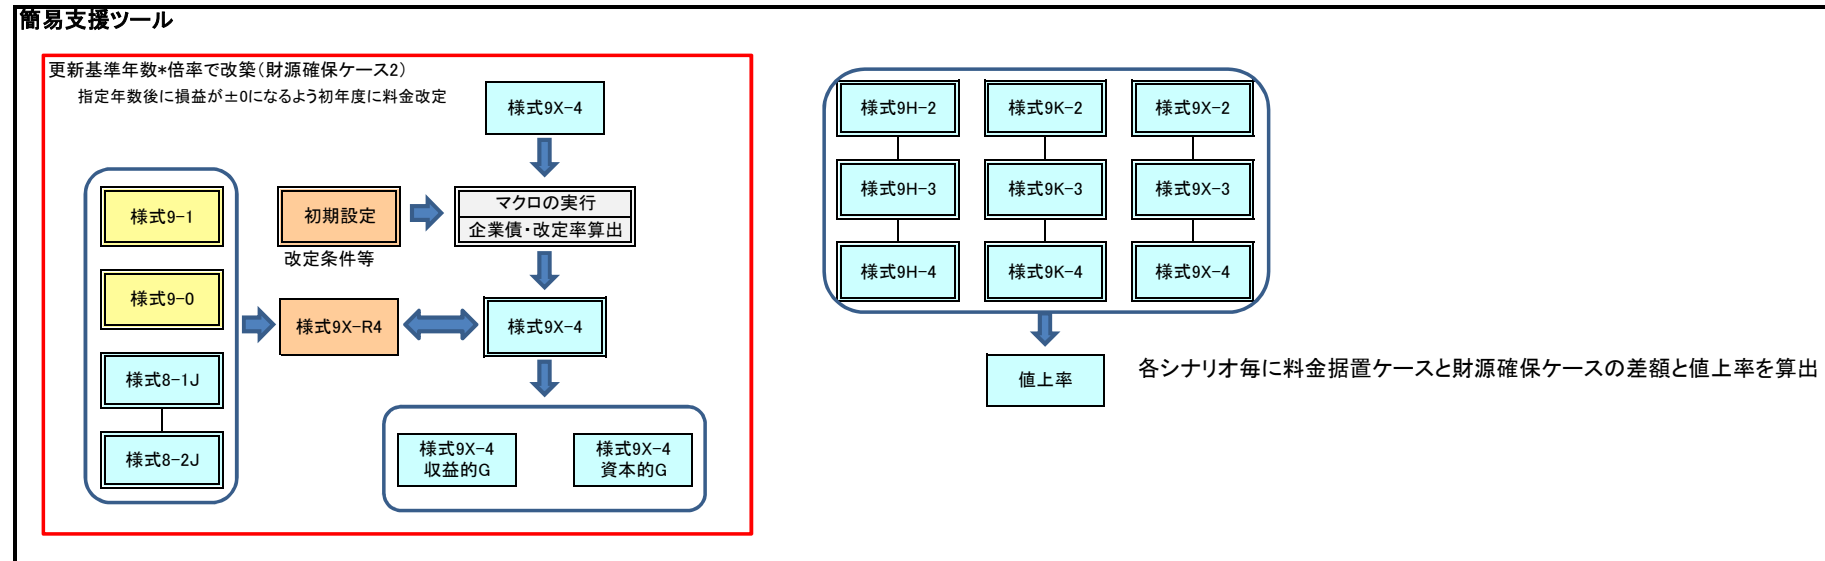 簡易支援ツール
更新基準年数*倍率で改築（財源確保ケース2）
指定年数後に損益が±0になるよう初年度に料金改定
様式9X-4
様式9-1
初期設定
マクロの実行
企業債・改定率算出
改定条件等
様式9-0
様式9X-R4
様式9X-4
様式8-1J
様式8-2J
様式9X-4
収益的G
様式9X-4
資本的G
様式9H-2
様式9K-2
様式9X-2
様式9H-3
様式9K-3
様式9X-3
様式9H-4
様式9K-4
様式9X-4
値上率
各シナリオ毎に料金据置ケースと財源確保ケースの差額と値上率を算出